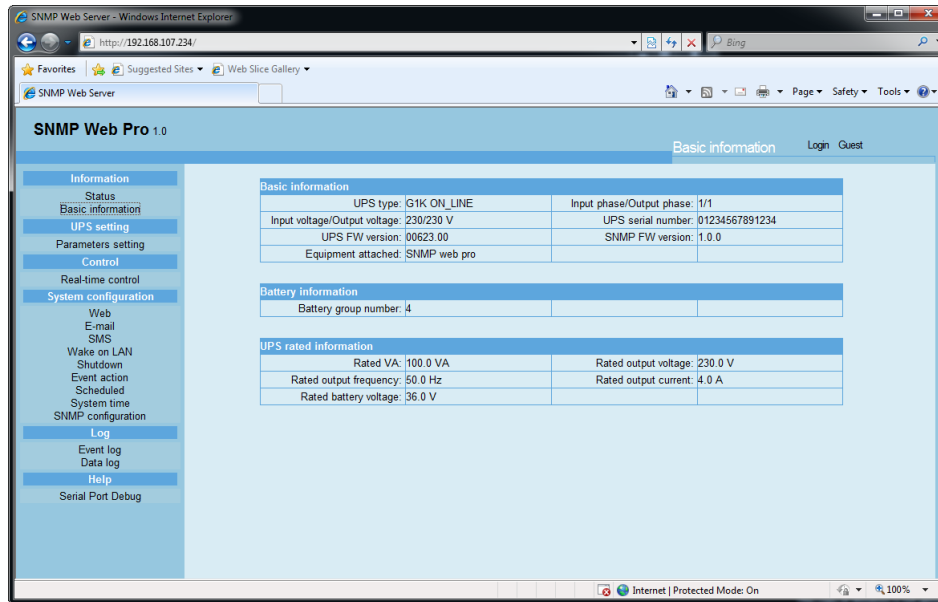 SNMP Web Server - Windows Internet Explorer
http://192.168.107.234/
Bing
Favorites Suggested Sites Web Slice Gallery
SNMP Web Server
Page Safety Tools
SNMP Web Pro 1.0
Basic information Login Guest
Information
Status
Basic information
UPS setting
Parameters setting
Control
Real-time control
System configuration
Web
E-mail
SMS
Wake on LAN
Shutdown
Event action
Scheduled
System time
SNMP configuration
Log
Event log
Data log
Help
Serial Port Debug
Basic information
UPS type: G1K ON_LINE Input phase/Output phase: 1/1
Input voltage/Output voltage: 230/230 V UPS serial number: 01234567891234
UPS FW version: 00623.00 SNMP FW version: 1.0.0
Equipment attached: SNMP web pro
Battery information
Battery group number: 4
UPS rated information
Rated VA: 100.0 VA Rated output voltage: 230.0 V
Rated output frequency: 50.0 Hz Rated output current: 4.0 A
Rated battery voltage: 36.0 V
Internet | Protected Mode: On 100%